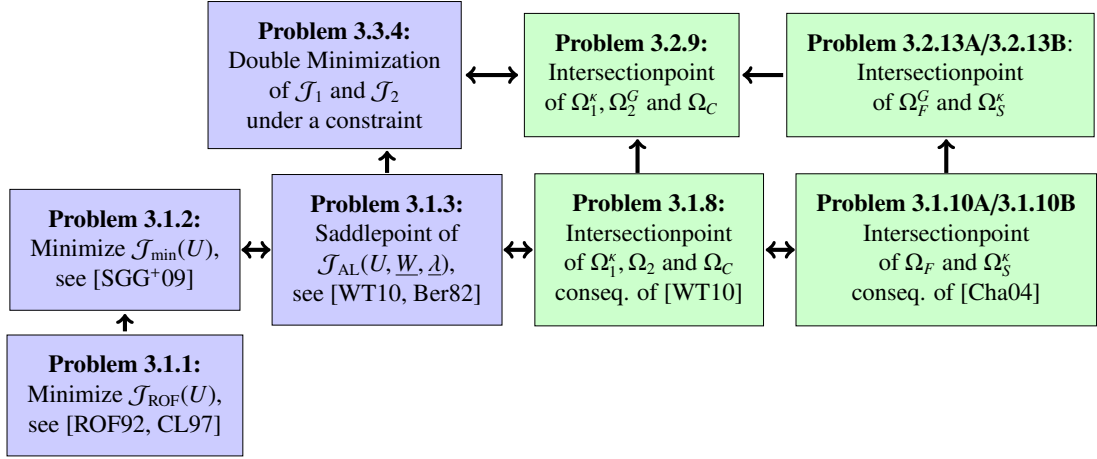 Problem 3.3.4:
Double Minimization
of 𝒥₁ and 𝒥₂
under a constraint
Problem 3.2.9:
Intersectionpoint
of Ω₁^κ, Ω₂^G and Ω_C
Problem 3.2.13A/3.2.13B:
Intersectionpoint
of Ω_F^G and Ω_S^κ
Problem 3.1.2:
Minimize 𝒥_min(U),
see [SGG⁺09]
Problem 3.1.3:
Saddlepoint of
𝒥_AL(U, W̲, λ̲),
see [WT10, Ber82]
Problem 3.1.8:
Intersectionpoint
of Ω₁^κ, Ω₂ and Ω_C
conseq. of [WT10]
Problem 3.1.10A/3.1.10B
Intersectionpoint
of Ω_F and Ω_S^κ
conseq. of [Cha04]
Problem 3.1.1:
Minimize 𝒥_ROF(U),
see [ROF92, CL97]